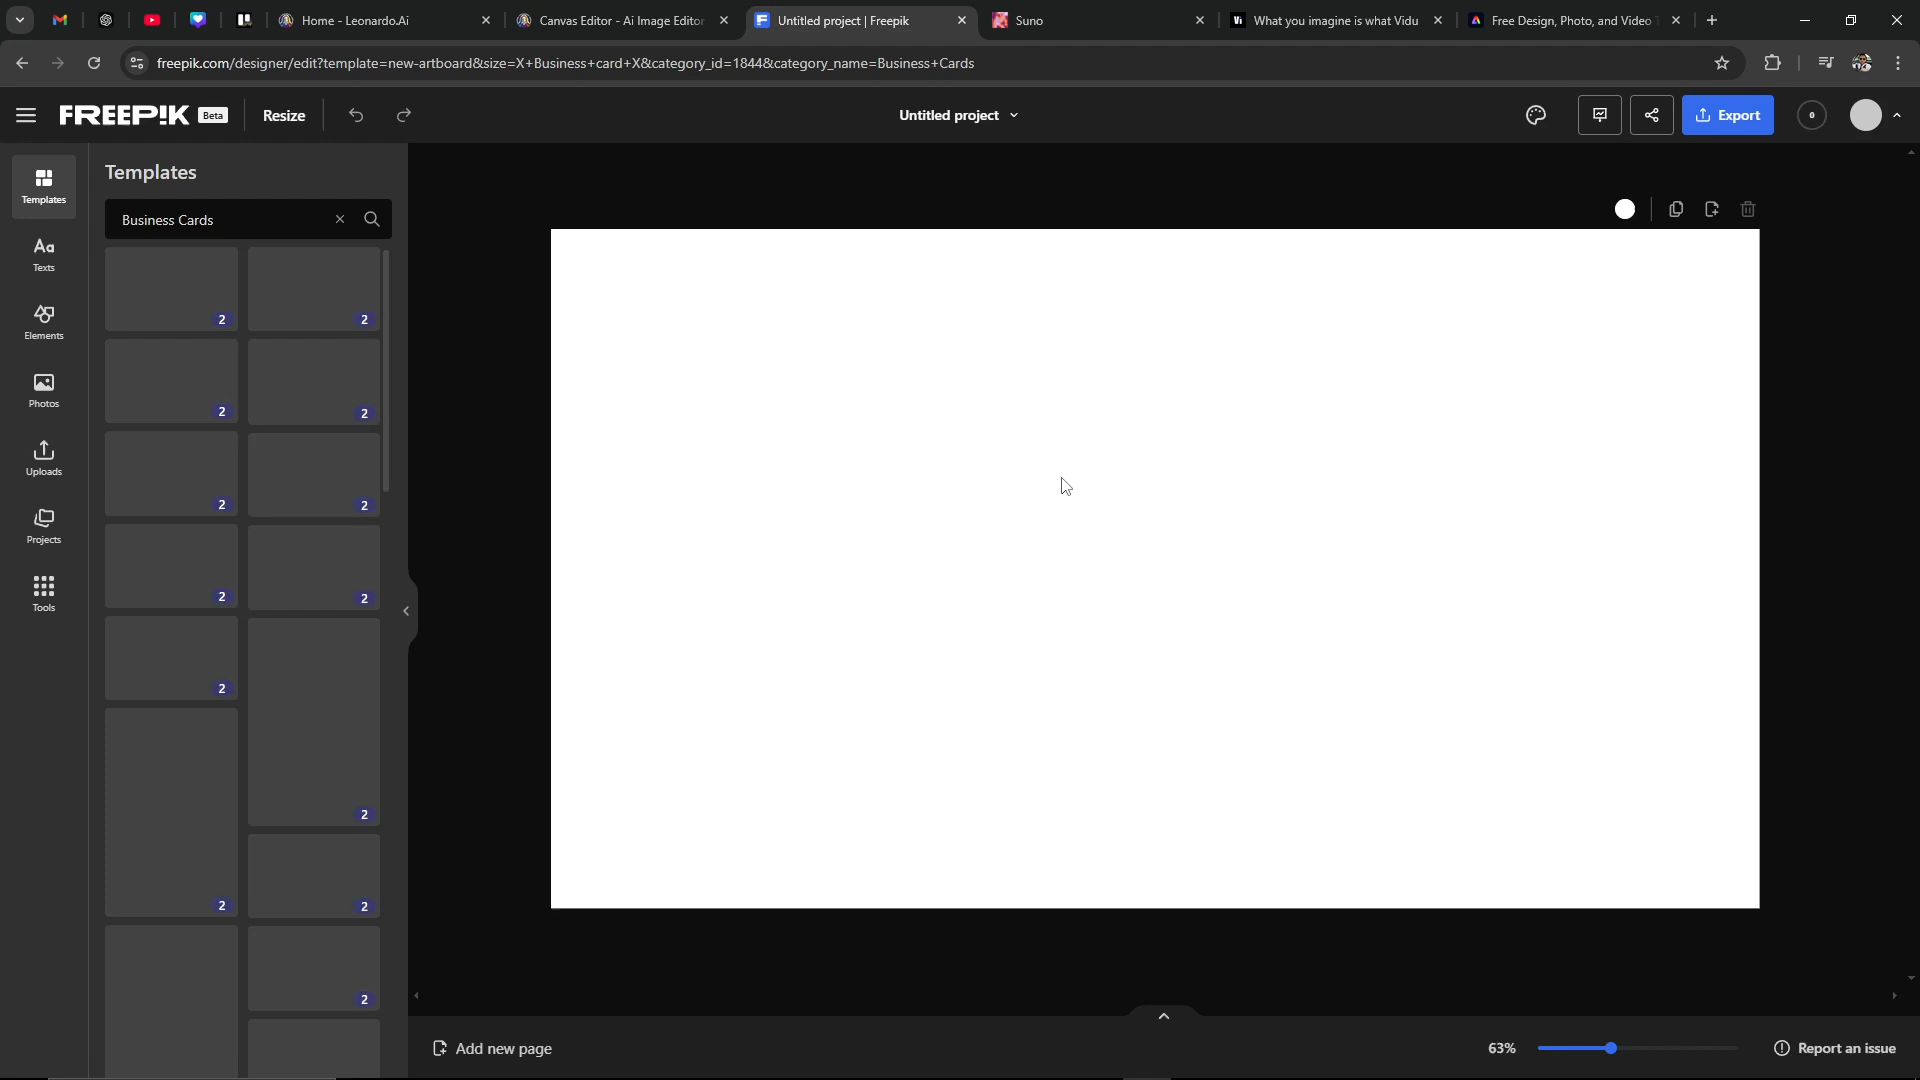 Home - Leonardo.Ai
Canvas Editor - Ai Image Editor
Untitled project | Freepik
Suno
What you imagine is what Vidu
Free Design, Photo, and Video T
freepik.com/designer/edit?template=new-artboard&size=X+Business+card+X&category_id=1844&category_name=Business+Cards
FREEP!K Beta
Resize
Untitled project
Export
0
Templates
Texts
Elements
Photos
Uploads
Projects
Tools
Templates
Business Cards
2 2
2 2
2 2
2 2
2
2
2 2
2
Add new page
63%
Report an issue